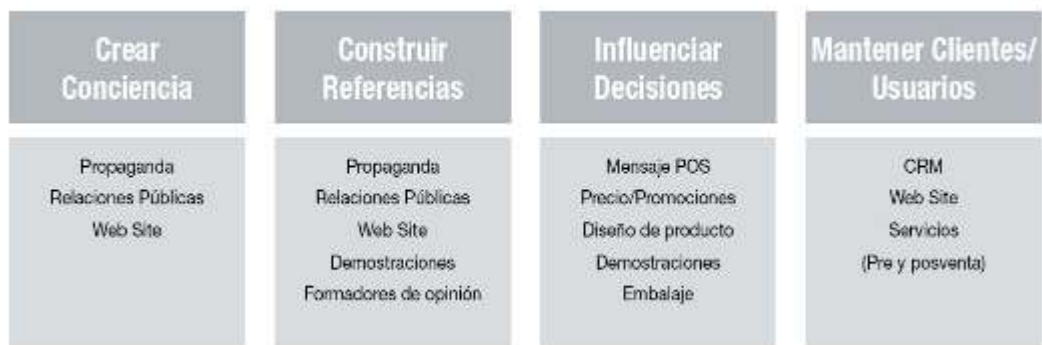 Crear
Conciencia
Propaganda
Relaciones Públicas
Web Site
Construir
Referencias
Propaganda
Relaciones Públicas
Web Site
Demostraciones
Formadores de opinión
Influenciar
Decisiones
Mensaje POS
Precio/Promociones
Diseño de producto
Demostraciones
Embalaje
Mantener Clientes/
Usuarios
CRM
Web Site
Servicios
(Pre y posventa)